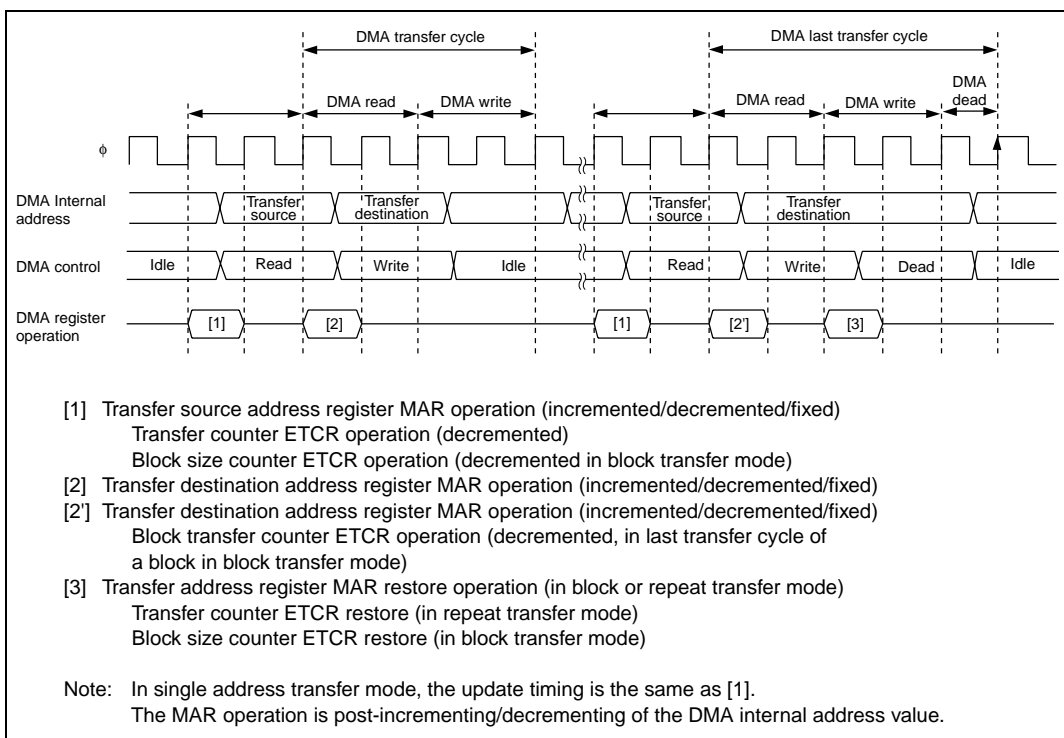 DMA transfer cycle
DMA last transfer cycle
DMA read
DMA write
DMA read
DMA write
DMA
dead
ϕ
DMA Internal
address
Transfer
source
Transfer
destination
Transfer
source
Transfer
destination
DMA control
Idle
Read
Write
Idle
Read
Write
Dead
Idle
DMA register
operation
[1]
[2]
[1]
[2']
[3]
[1] Transfer source address register MAR operation (incremented/decremented/fixed)
Transfer counter ETCR operation (decremented)
Block size counter ETCR operation (decremented in block transfer mode)
[2] Transfer destination address register MAR operation (incremented/decremented/fixed)
[2'] Transfer destination address register MAR operation (incremented/decremented/fixed)
Block transfer counter ETCR operation (decremented, in last transfer cycle of
a block in block transfer mode)
[3] Transfer address register MAR restore operation (in block or repeat transfer mode)
Transfer counter ETCR restore (in repeat transfer mode)
Block size counter ETCR restore (in block transfer mode)
Note: In single address transfer mode, the update timing is the same as [1].
The MAR operation is post-incrementing/decrementing of the DMA internal address value.